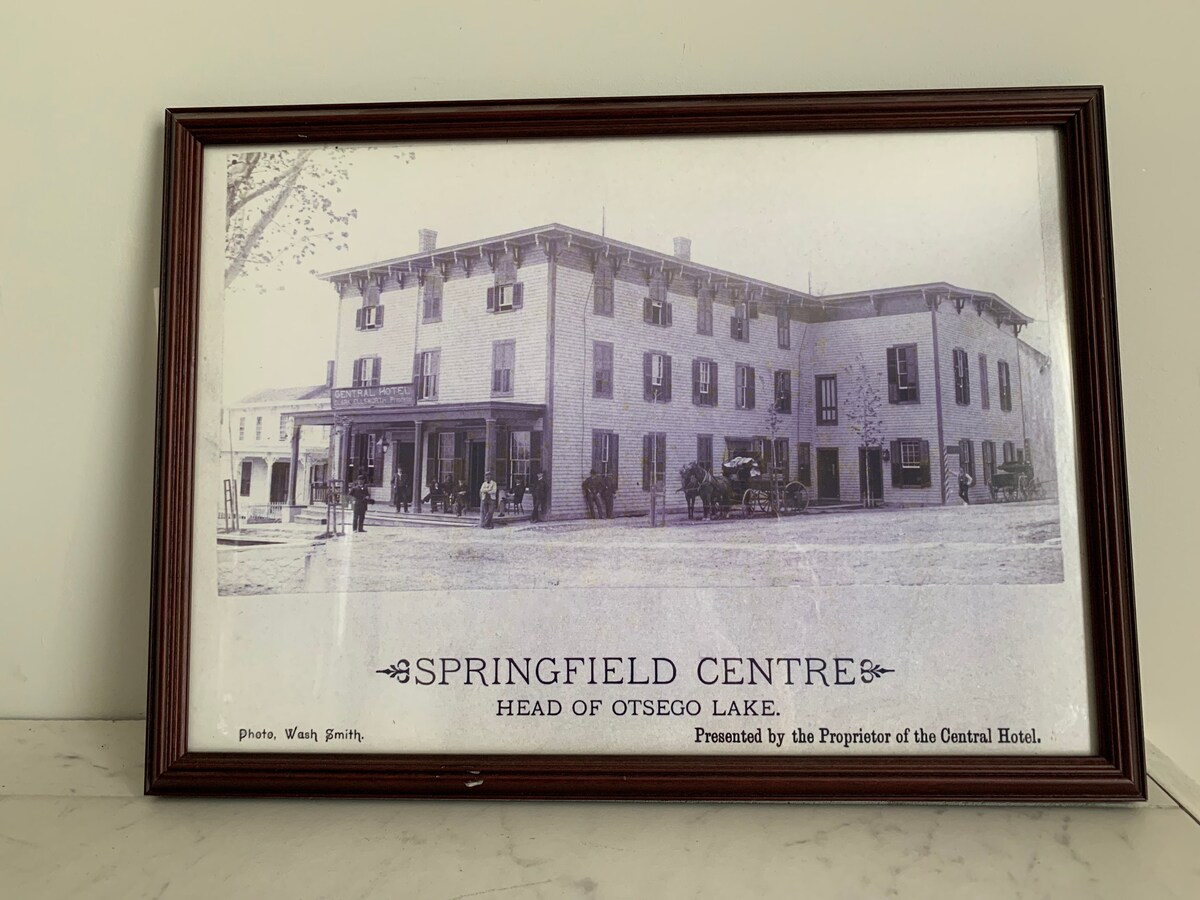 CENTRAL HOTEL
SPRINGFIELD CENTRE
HEAD OF OTSEGO LAKE.
Photo, Wash Smith.
Presented by the Proprietor of the Central Hotel.